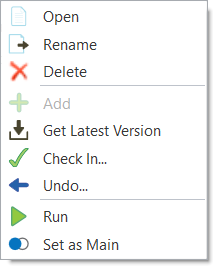 Open
Rename
Delete
Add
Get Latest Version
Check In...
Undo...
Run
Set as Main